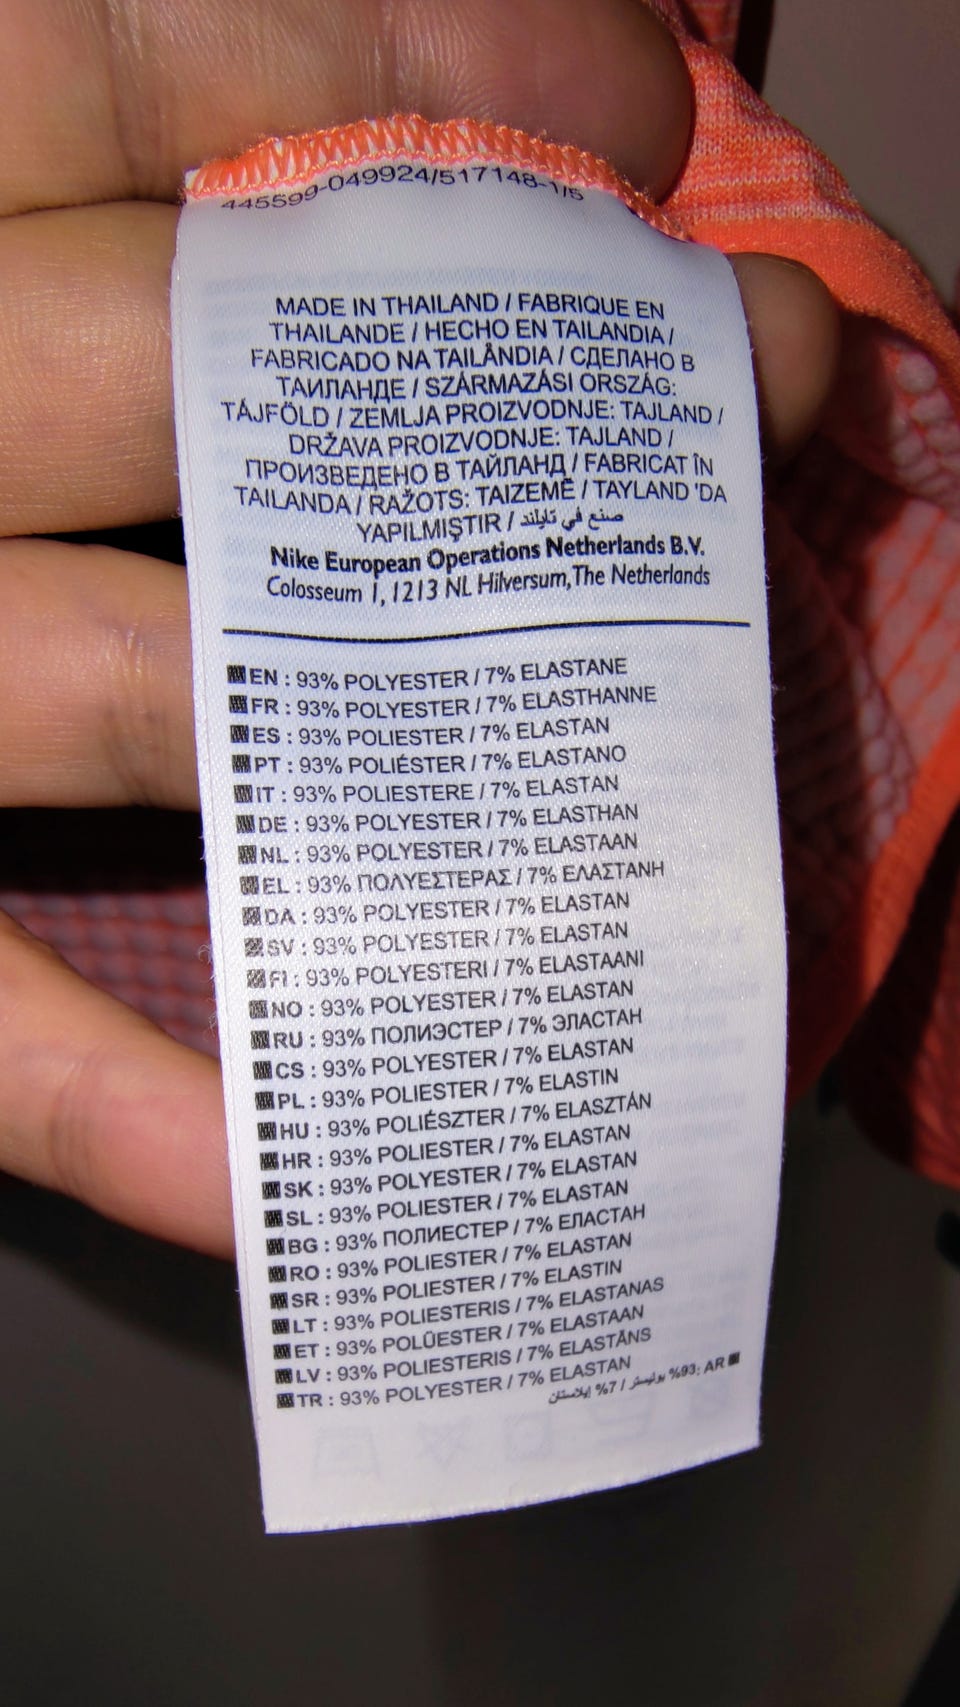 445599-049924/517148-1/5
MADE IN THAILAND / FABRIQUE EN
THAILANDE / HECHO EN TAILANDIA /
FABRICADO NA TAILÂNDIA / СДЕЛАНО В
ТАИЛАНДЕ / SZÁRMAZÁSI ORSZÁG:
TÁJFÖLD / ZEMLJA PROIZVODNJE: TAJLAND /
DRŽAVA PROIZVODNJE: TAJLAND /
ПРОИЗВЕДЕНО В ТАЙЛАНД / FABRICAT ÎN
TAILANDA / RAŽOTS: TAIZEMĒ / TAYLAND 'DA
YAPILMIŞTIR / صنع في تايلند
Nike European Operations Netherlands B.V.
Colosseum 1, 1213 NL Hilversum, The Netherlands
EN : 93% POLYESTER / 7% ELASTANE
FR : 93% POLYESTER / 7% ELASTHANNE
ES : 93% POLIESTER / 7% ELASTAN
PT : 93% POLIÉSTER / 7% ELASTANO
IT : 93% POLIESTERE / 7% ELASTAN
DE : 93% POLYESTER / 7% ELASTHAN
NL : 93% POLYESTER / 7% ELASTAAN
EL : 93% ΠΟΛΥΕΣΤΕΡΑΣ / 7% ΕΛΑΣΤΑΝΗ
DA : 93% POLYESTER / 7% ELASTAN
SV : 93% POLYESTER / 7% ELASTAN
FI : 93% POLYESTERI / 7% ELASTAANI
NO : 93% POLYESTER / 7% ELASTAN
RU : 93% ПОЛИЭСТЕР / 7% ЭЛАСТАН
CS : 93% POLYESTER / 7% ELASTAN
PL : 93% POLIESTER / 7% ELASTIN
HU : 93% POLIÉSZTER / 7% ELASZTÁN
HR : 93% POLIESTER / 7% ELASTAN
SK : 93% POLYESTER / 7% ELASTAN
SL : 93% POLIESTER / 7% ELASTAN
BG : 93% ПОЛИЕСТЕР / 7% ЕЛАСТАН
RO : 93% POLIESTER / 7% ELASTAN
SR : 93% POLIESTER / 7% ELASTIN
LT : 93% POLIESTERIS / 7% ELASTANAS
ET : 93% POLÜESTER / 7% ELASTAAN
LV : 93% POLIESTERIS / 7% ELASTĀNS
TR : 93% POLYESTER / 7% ELASTAN
AR :93% بوليستر / 7% إيلاستان